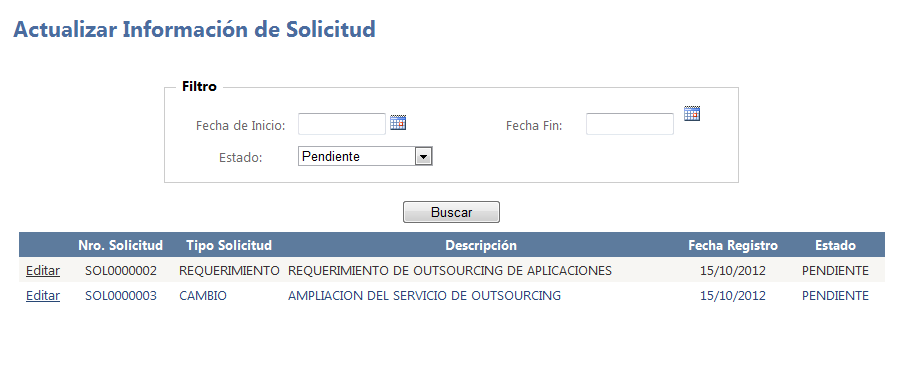 Actualizar Información de Solicitud
Filtro
Fecha de Inicio: Fecha Fin:
Estado: Pendiente
Buscar
Nro. Solicitud Tipo Solicitud Descripción Fecha Registro Estado
Editar SOL0000002 REQUERIMIENTO REQUERIMIENTO DE OUTSOURCING DE APLICACIONES 15/10/2012 PENDIENTE
Editar SOL0000003 CAMBIO AMPLIACION DEL SERVICIO DE OUTSOURCING 15/10/2012 PENDIENTE